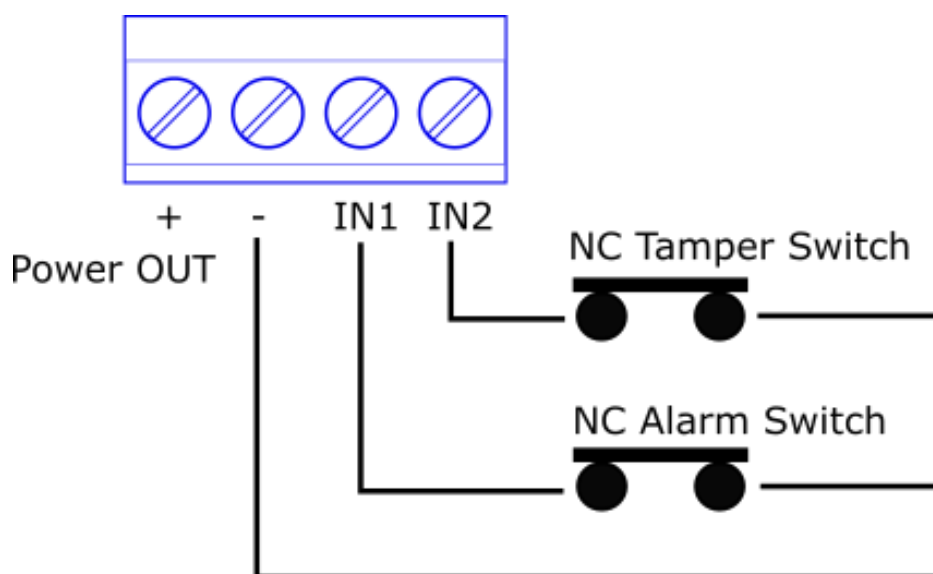 + - IN1 IN2
Power OUT
NC Tamper Switch
NC Alarm Switch